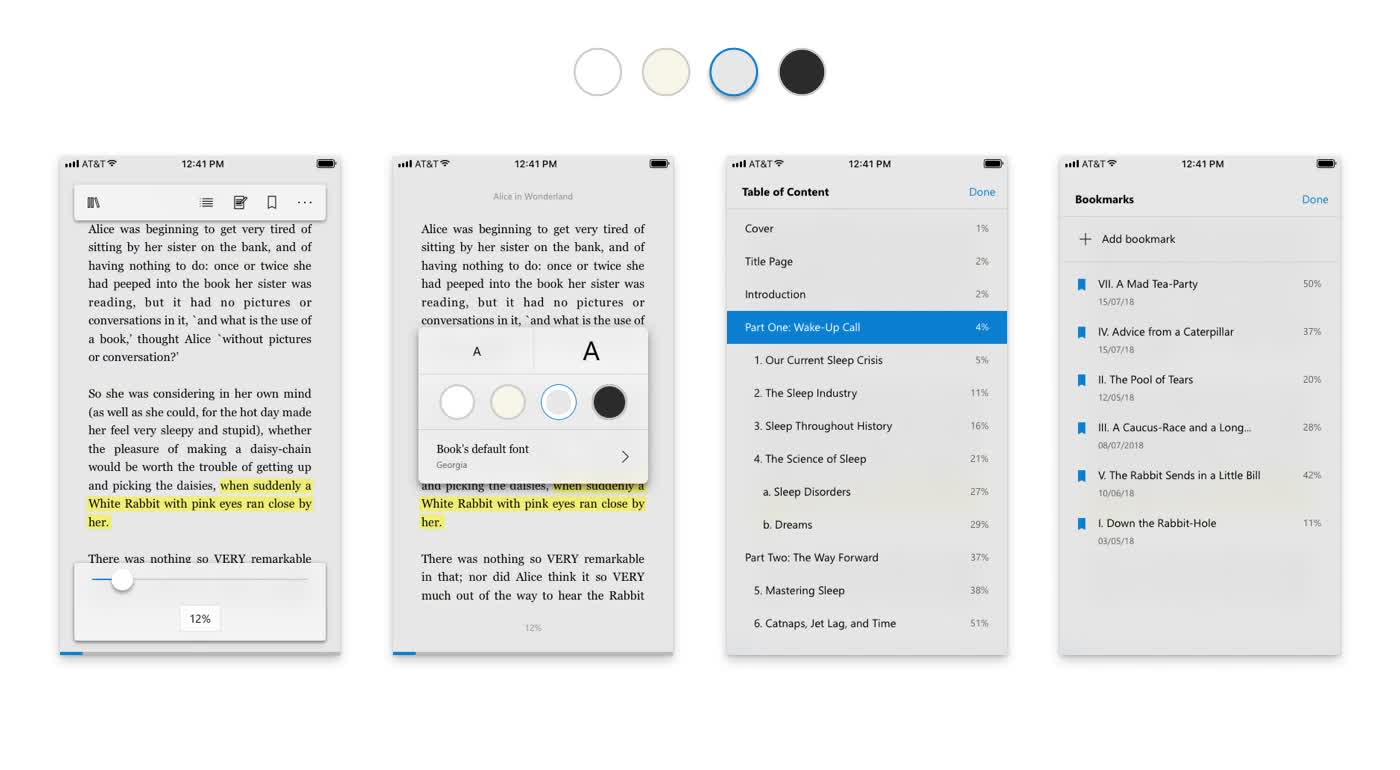 AT&T 12:41 PM
Alice was beginning to get very tired of
sitting by her sister on the bank, and of
having nothing to do: once or twice she
had peeped into the book her sister was
reading, but it had no pictures or
conversations in it, `and what is the use of
a book,' thought Alice `without pictures
or conversation?'
So she was considering in her own mind
(as well as she could, for the hot day made
her feel very sleepy and stupid), whether
the pleasure of making a daisy-chain
would be worth the trouble of getting up
and picking the daisies, when suddenly a
White Rabbit with pink eyes ran close by
her.
There was nothing so VERY remarkable
12%
AT&T 12:41 PM
Alice in Wonderland
Alice was beginning to get very tired of
sitting by her sister on the bank, and of
having nothing to do: once or twice she
had peeped into the book her sister was
reading, but it had no pictures or
conversations in it, `and what is the use of
A A
Book's default font
Georgia
and picking the daisies, when suddenly a
White Rabbit with pink eyes ran close by
her.
There was nothing so VERY remarkable
in that; nor did Alice think it so VERY
much out of the way to hear the Rabbit
12%
AT&T 12:41 PM
Table of Content Done
Cover 1%
Title Page 2%
Introduction 2%
Part One: Wake-Up Call 4%
1. Our Current Sleep Crisis 5%
2. The Sleep Industry 11%
3. Sleep Throughout History 16%
4. The Science of Sleep 21%
a. Sleep Disorders 27%
b. Dreams 29%
Part Two: The Way Forward 37%
5. Mastering Sleep 38%
6. Catnaps, Jet Lag, and Time 51%
AT&T 12:41 PM
Bookmarks Done
Add bookmark
VII. A Mad Tea-Party 50%
15/07/18
IV. Advice from a Caterpillar 37%
15/07/18
II. The Pool of Tears 20%
12/05/18
III. A Caucus-Race and a Long... 28%
08/07/2018
V. The Rabbit Sends in a Little Bill 42%
10/06/18
I. Down the Rabbit-Hole 11%
03/05/18